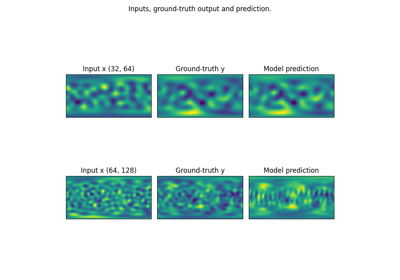 Inputs, ground-truth output and prediction.
Input x (32, 64)
Ground-truth y
Model prediction
Input x (64, 128)
Ground-truth y
Model prediction